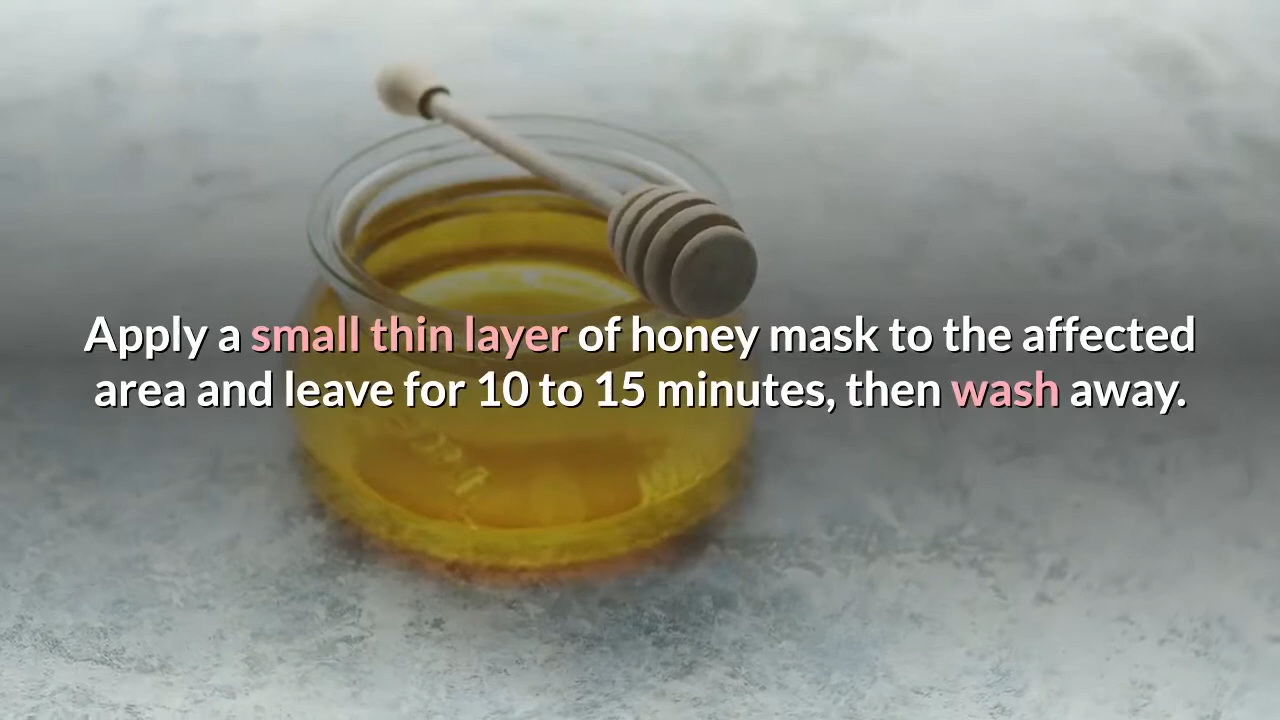 Apply a small thin layer of honey mask to the affected
area and leave for 10 to 15 minutes, then wash away.